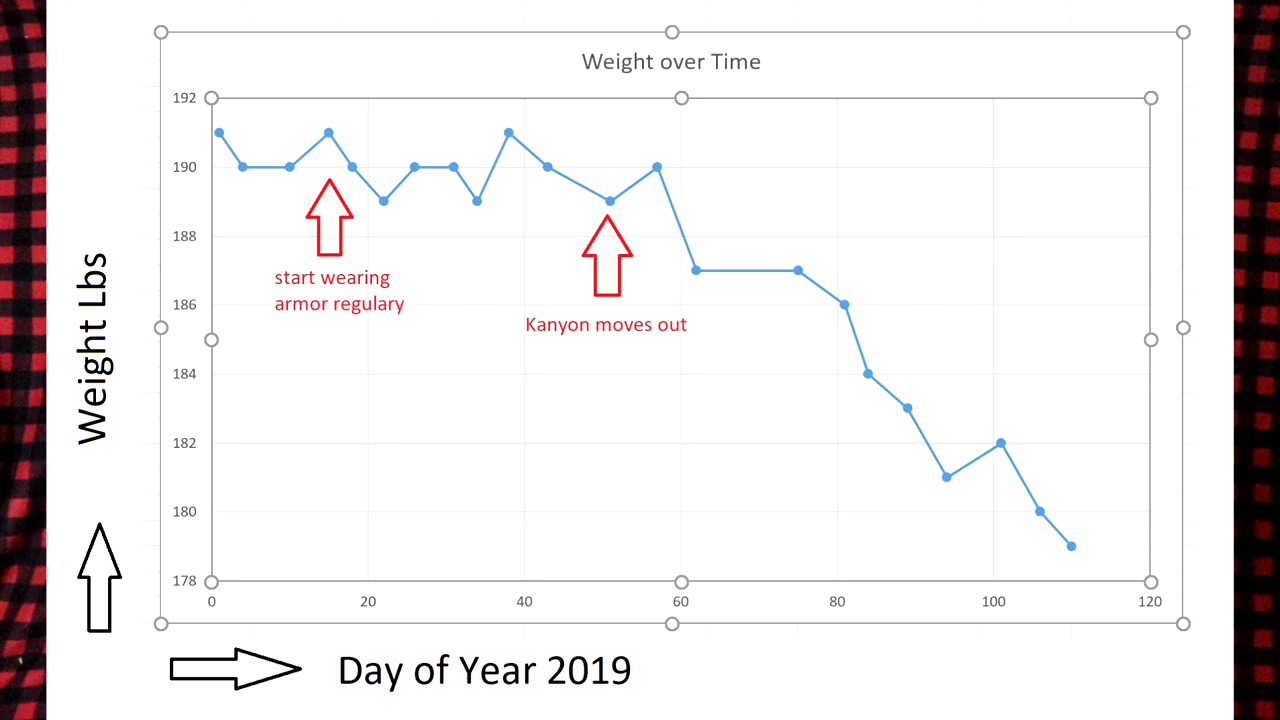 Weight over Time
192
190
188
186
184
182
180
178
0 20 40 60 80 100 120
start wearing
armor regulary
Kanyon moves out
Weight Lbs
Day of Year 2019